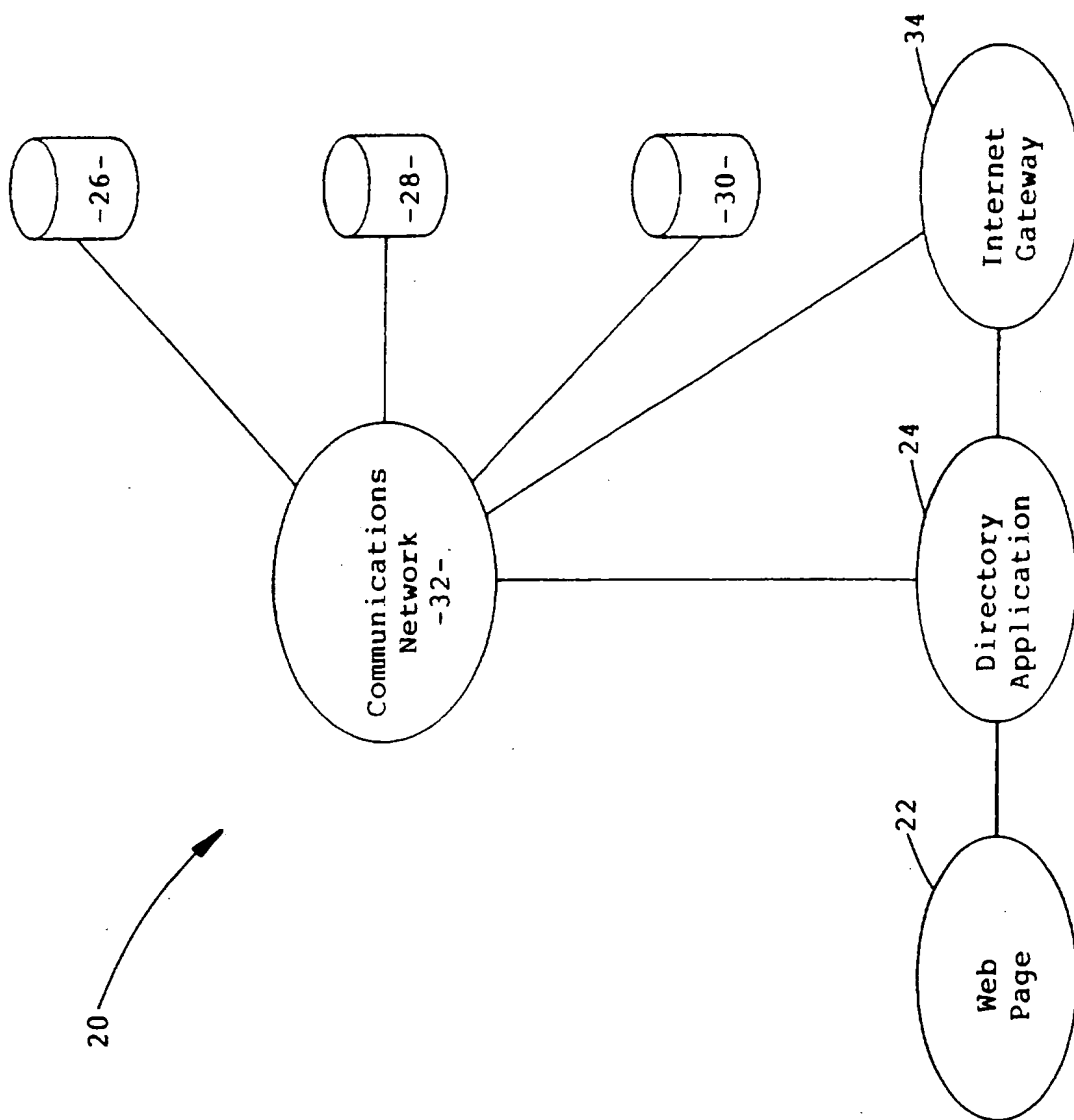 20
-26-
-28-
-30-
Communications
Network
-32-
34
Internet
Gateway
24
Directory
Application
22
Web
Page